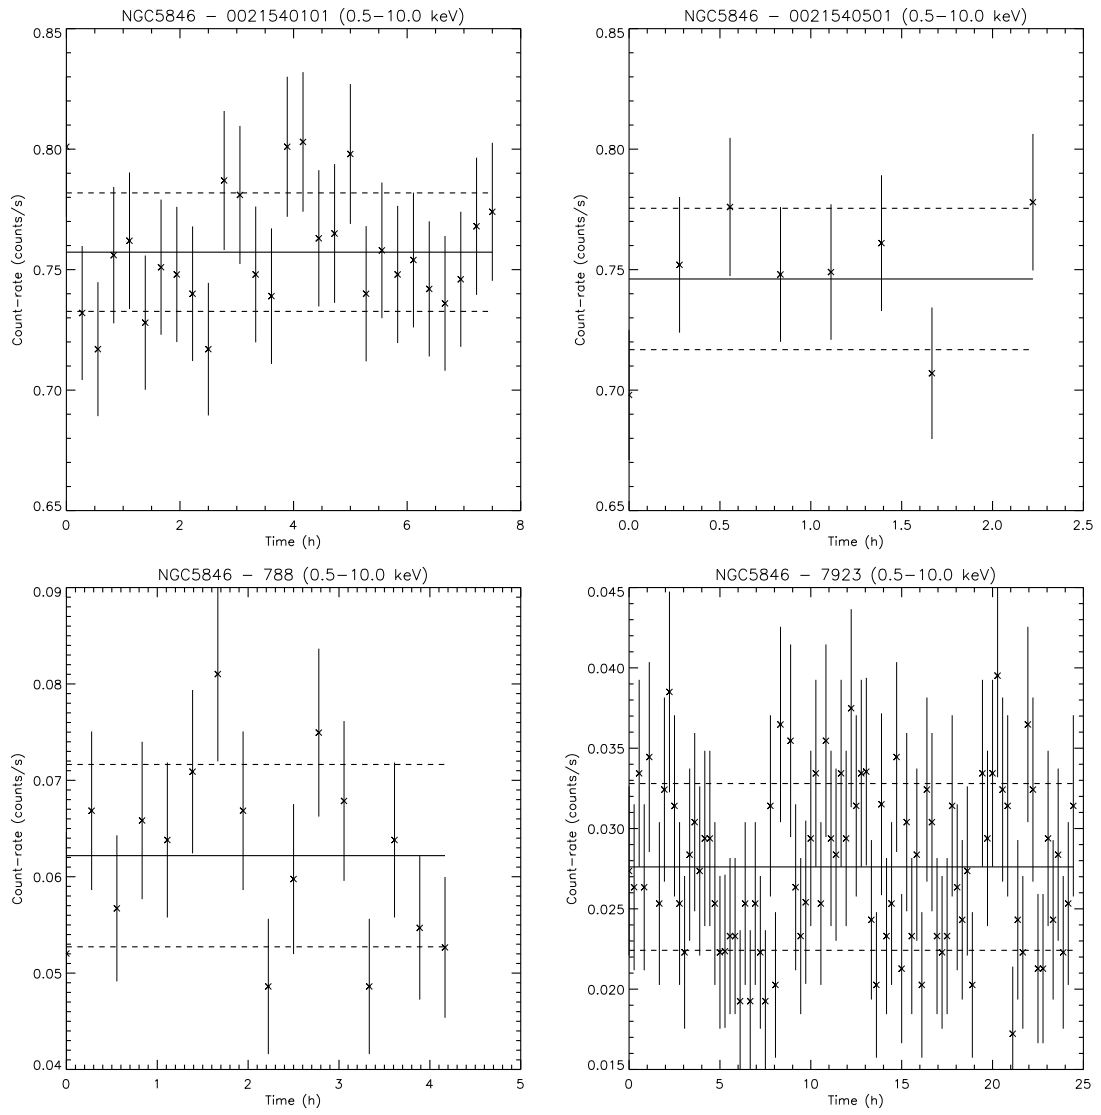 NGC5846 − 0021540101 (0.5−10.0 keV)
0.85
0.80
0.75
0.70
0.65
Count−rate (counts/s)
0 2 4 6 8
Time (h)
NGC5846 − 0021540501 (0.5−10.0 keV)
0.85
0.80
0.75
0.70
0.65
Count−rate (counts/s)
0.0 0.5 1.0 1.5 2.0 2.5
Time (h)
NGC5846 − 788 (0.5−10.0 keV)
0.09
0.08
0.07
0.06
0.05
0.04
Count−rate (counts/s)
0 1 2 3 4 5
Time (h)
NGC5846 − 7923 (0.5−10.0 keV)
0.045
0.040
0.035
0.030
0.025
0.020
0.015
Count−rate (counts/s)
0 5 10 15 20 25
Time (h)